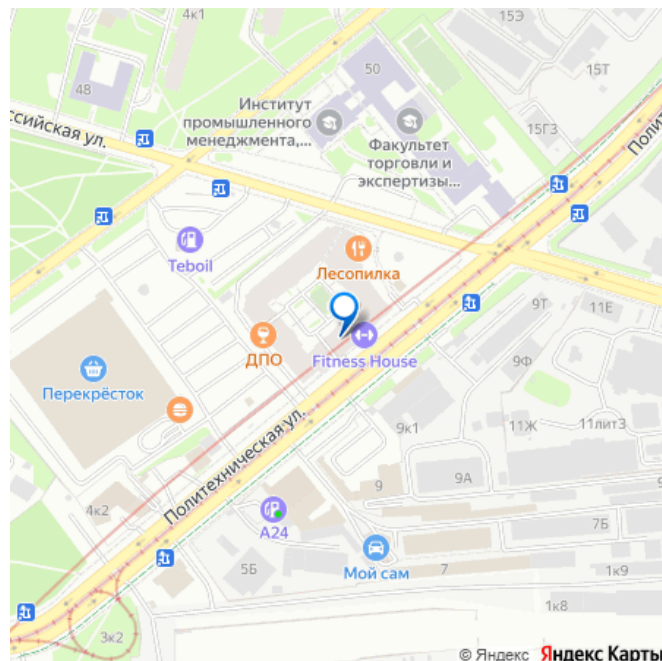 4к1
15Э
48
50
15Т
Институт
промышленного
менеджмента,...
Факультет
торговли и
экспертизы...
15Г3
ссийская ул.
Полит
Teboil
Лесопилка
9Т
11Е
ДПО
Fitness House
Перекрёсток
9Ф
Политехническая ул.
9к1
11Ж
11лит3
4к2
9
9А
А24
7Б
5Б
Мой сам
7
1к9
1к8
3к2
© Яндекс Яндекс Карты